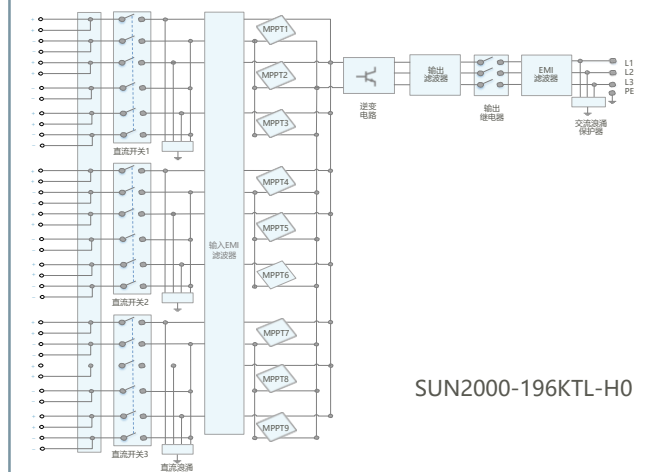 MPPT1
MPPT2
MPPT3
直流开关1
MPPT4
MPPT5
MPPT6
输入EMI
滤波器
直流开关2
MPPT7
MPPT8
MPPT9
直流开关3
直流浪涌
逆变
电路
输出
滤波器
输出
继电器
EMI
滤波器
L1
L2
L3
PE
交流浪涌
保护器
SUN2000-196KTL-H0